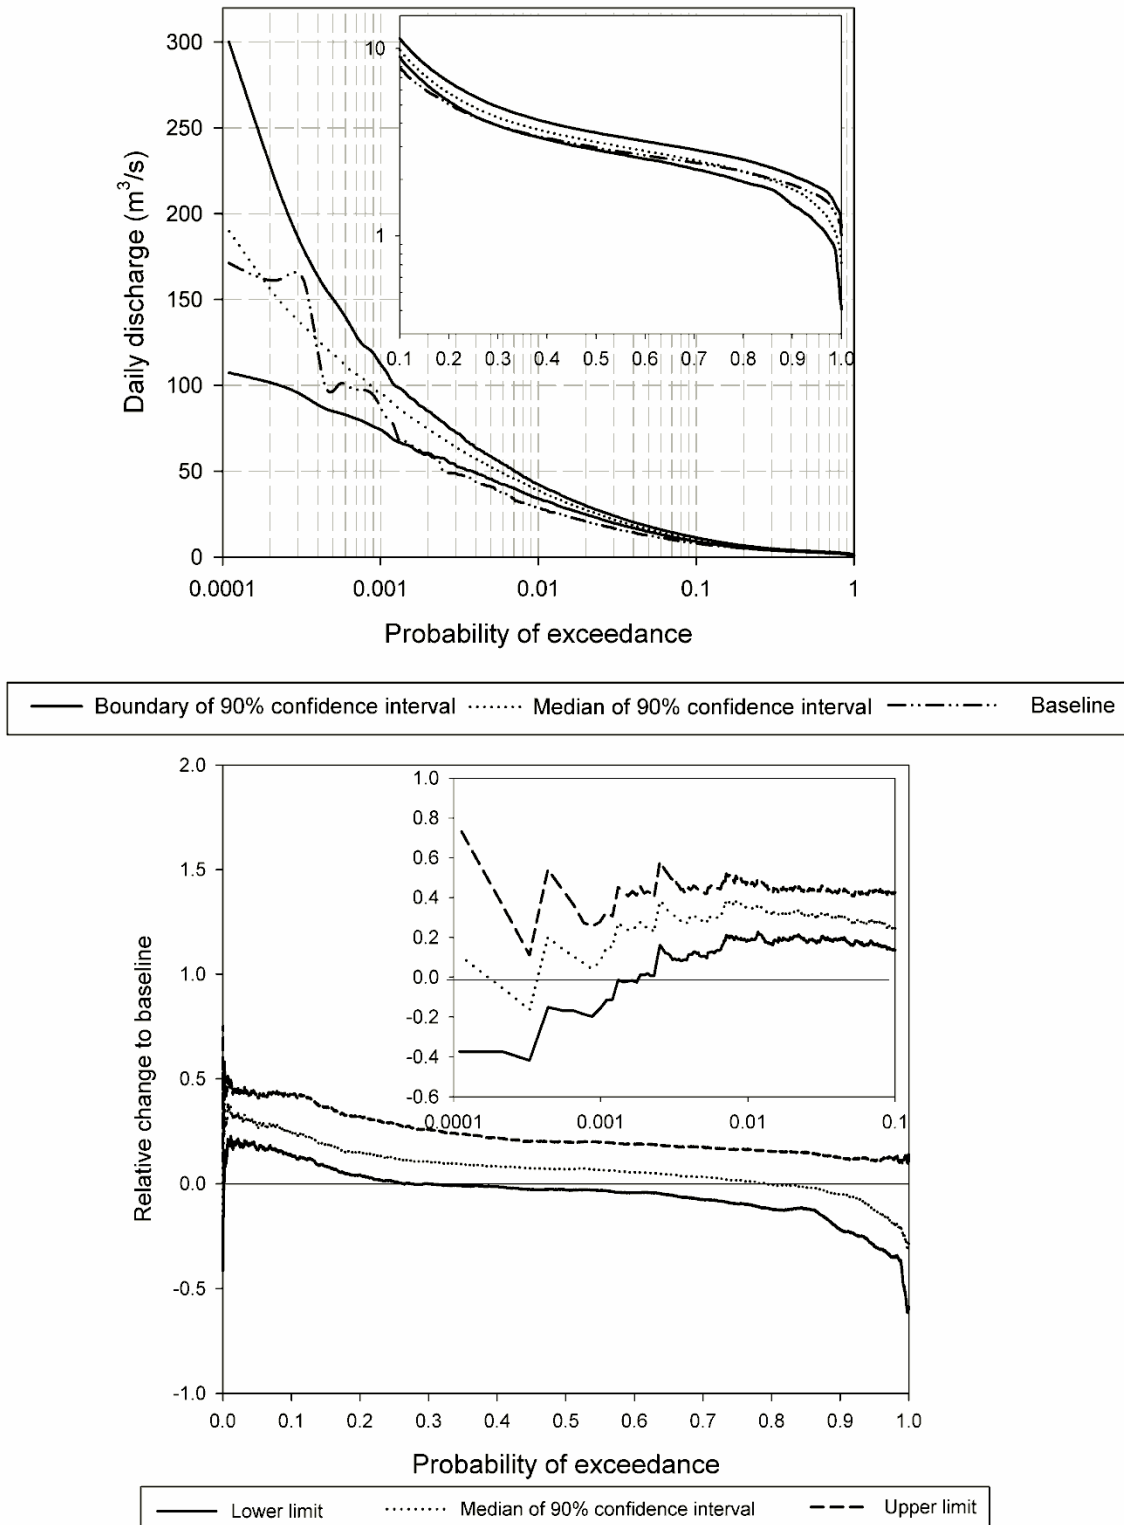 300
250
200
150
100
50
0
Daily discharge (m³/s)
10
1
0.1 0.2 0.3 0.4 0.5 0.6 0.7 0.8 0.9 1.0
0.0001 0.001 0.01 0.1 1
Probability of exceedance
Boundary of 90% confidence interval Median of 90% confidence interval Baseline
2.0
1.5
1.0
0.5
0.0
-0.5
-1.0
Relative change to baseline
1.0
0.8
0.6
0.4
0.2
0.0
-0.2
-0.4
-0.6
0.0001 0.001 0.01 0.1
0.0 0.1 0.2 0.3 0.4 0.5 0.6 0.7 0.8 0.9 1.0
Probability of exceedance
Lower limit Median of 90% confidence interval Upper limit